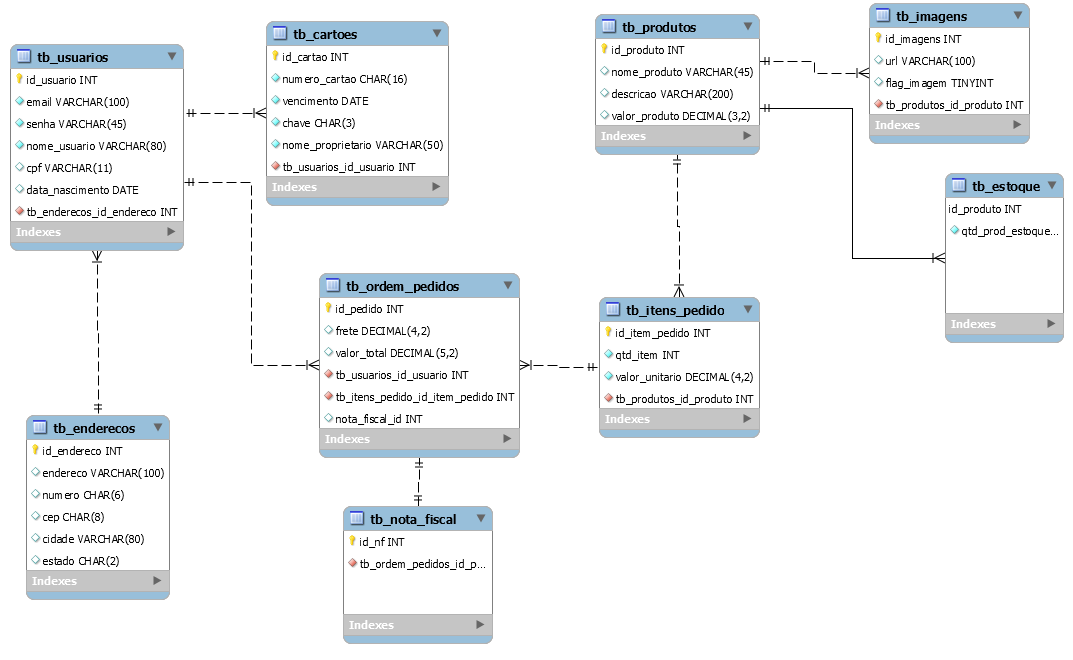 tb_usuarios
id_usuario INT
email VARCHAR(100)
senha VARCHAR(45)
nome_usuario VARCHAR(80)
cpf VARCHAR(11)
data_nascimento DATE
tb_enderecos_id_endereco INT
Indexes
tb_cartoes
id_cartao INT
numero_cartao CHAR(16)
vencimento DATE
chave CHAR(3)
nome_proprietario VARCHAR(50)
tb_usuarios_id_usuario INT
Indexes
tb_produtos
id_produto INT
nome_produto VARCHAR(45)
descricao VARCHAR(200)
valor_produto DECIMAL(3,2)
Indexes
tb_imagens
id_imagens INT
url VARCHAR(100)
flag_imagem TINYINT
tb_produtos_id_produto INT
Indexes
tb_estoque
id_produto INT
qtd_prod_estoque...
Indexes
tb_ordem_pedidos
id_pedido INT
frete DECIMAL(4,2)
valor_total DECIMAL(5,2)
tb_usuarios_id_usuario INT
tb_itens_pedido_id_item_pedido INT
nota_fiscal_id INT
Indexes
tb_itens_pedido
id_item_pedido INT
qtd_item INT
valor_unitario DECIMAL(4,2)
tb_produtos_id_produto INT
Indexes
tb_enderecos
id_endereco INT
endereco VARCHAR(100)
numero CHAR(6)
cep CHAR(8)
cidade VARCHAR(80)
estado CHAR(2)
Indexes
tb_nota_fiscal
id_nf INT
tb_ordem_pedidos_id_p...
Indexes